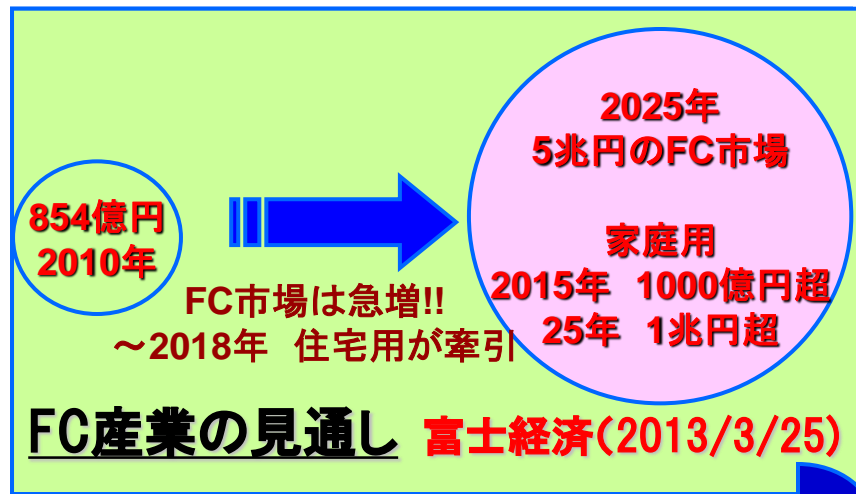 854億円
2010年
2025年
5兆円のFC市場
家庭用
2015年　1000億円超
25年　1兆円超
FC市場は急増!!
～2018年　住宅用が牽引
FC産業の見通し 富士経済(2013/3/25)